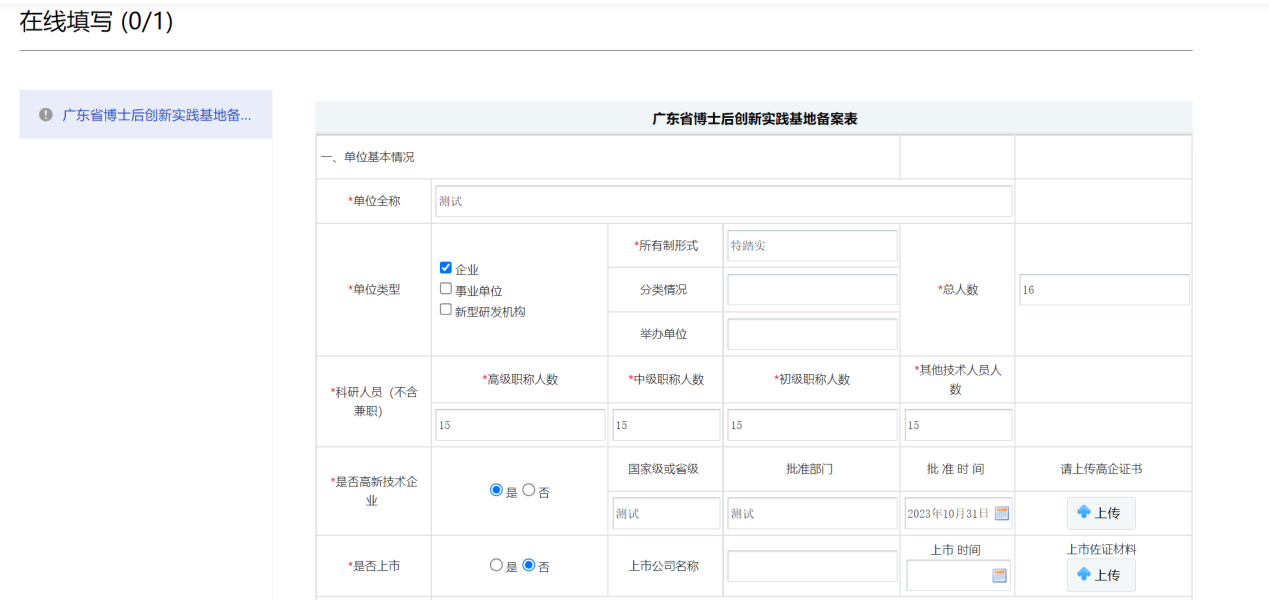 在线填写 (0/1)
广东省博士后创新实践基地备...
广东省博士后创新实践基地备案表
一、单位基本情况
*单位全称
测试
*单位类型
企业
事业单位
新型研发机构
*所有制形式
特踏实
分类情况
举办单位
*总人数
16
*科研人员（不含
兼职）
*高级职称人数
*中级职称人数
*初级职称人数
*其他技术人员人
数
15
15
15
15
*是否高新技术企
业
是 否
国家级或省级
批准部门
批 准 时 间
请上传高企证书
测试
测试
2023年10月31日
上传
*是否上市
是 否
上市公司名称
上市 时间
上市佐证材料
上传